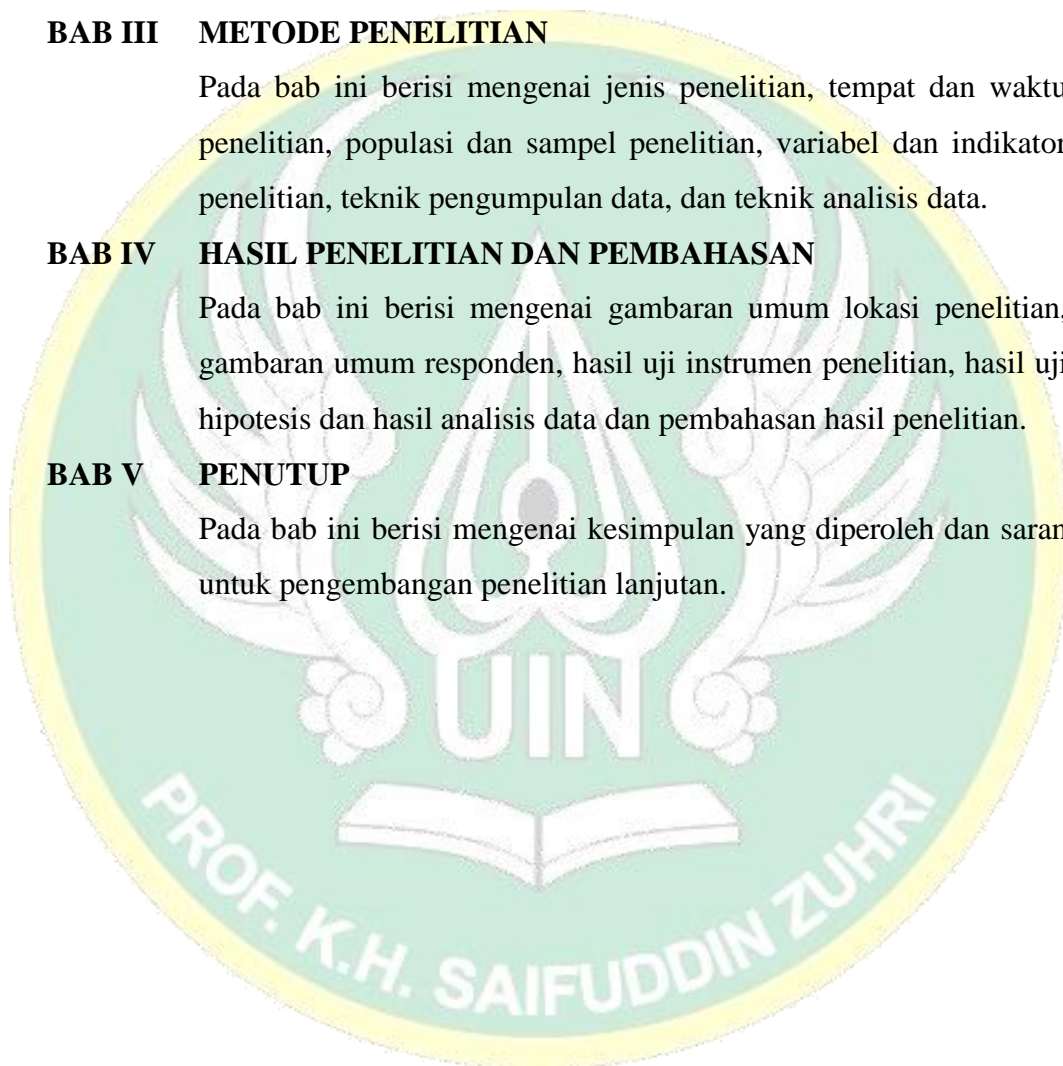 BAB III METODE PENELITIAN
Pada bab ini berisi mengenai jenis penelitian, tempat dan waktu
penelitian, populasi dan sampel penelitian, variabel dan indikator
penelitian, teknik pengumpulan data, dan teknik analisis data.
BAB IV HASIL PENELITIAN DAN PEMBAHASAN
Pada bab ini berisi mengenai gambaran umum lokasi penelitian,
gambaran umum responden, hasil uji instrumen penelitian, hasil uji
hipotesis dan hasil analisis data dan pembahasan hasil penelitian.
BAB V PENUTUP
Pada bab ini berisi mengenai kesimpulan yang diperoleh dan saran
untuk pengembangan penelitian lanjutan.
UIN
PROF. K.H. SAIFUDDIN ZUHRI